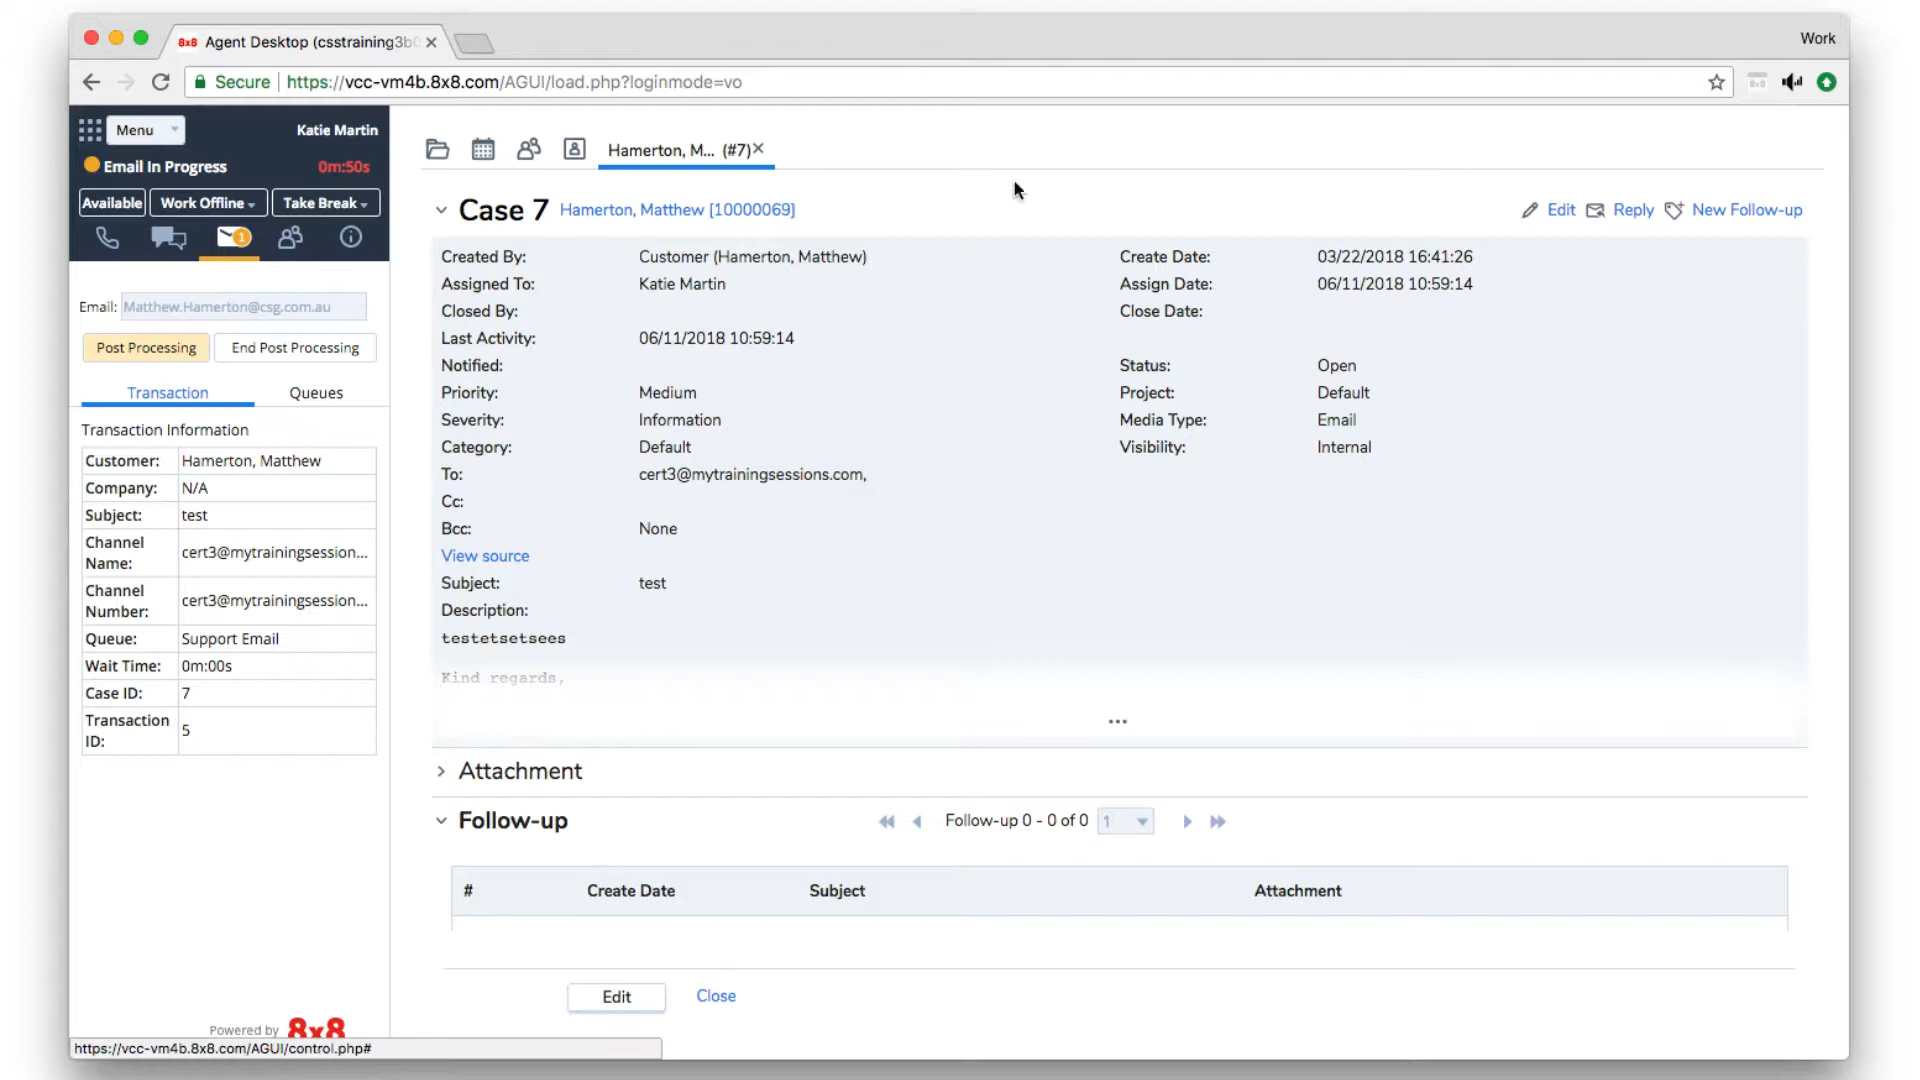 8x8 Agent Desktop (csstraining3b
Work
Secure https://vcc-vm4b.8x8.com/AGUI/load.php?loginmode=vo
Menu Katie Martin
Email In Progress 0m:50s
Available Work Offline Take Break
1
Email: Matthew.Hamerton@csg.com.au
Post Processing End Post Processing
Transaction Queues
Transaction Information
Customer: Hamerton, Matthew
Company: N/A
Subject: test
Channel Name: cert3@mytrainingsession...
Channel Number: cert3@mytrainingsession...
Queue: Support Email
Wait Time: 0m:00s
Case ID: 7
Transaction ID: 5
Powered by 8x8
https://vcc-vm4b.8x8.com/AGUI/control.php#
Hamerton, M... (#7)
Case 7 Hamerton, Matthew [10000069] Edit Reply New Follow-up
Created By: Customer (Hamerton, Matthew) Create Date: 03/22/2018 16:41:26
Assigned To: Katie Martin Assign Date: 06/11/2018 10:59:14
Closed By: Close Date:
Last Activity: 06/11/2018 10:59:14
Notified: Status: Open
Priority: Medium Project: Default
Severity: Information Media Type: Email
Category: Default Visibility: Internal
To: cert3@mytrainingsessions.com,
Cc:
Bcc: None
View source
Subject: test
Description:
testetsetsees
Kind regards,
...
Attachment
Follow-up Follow-up 0 - 0 of 0 1
# Create Date Subject Attachment
Edit Close